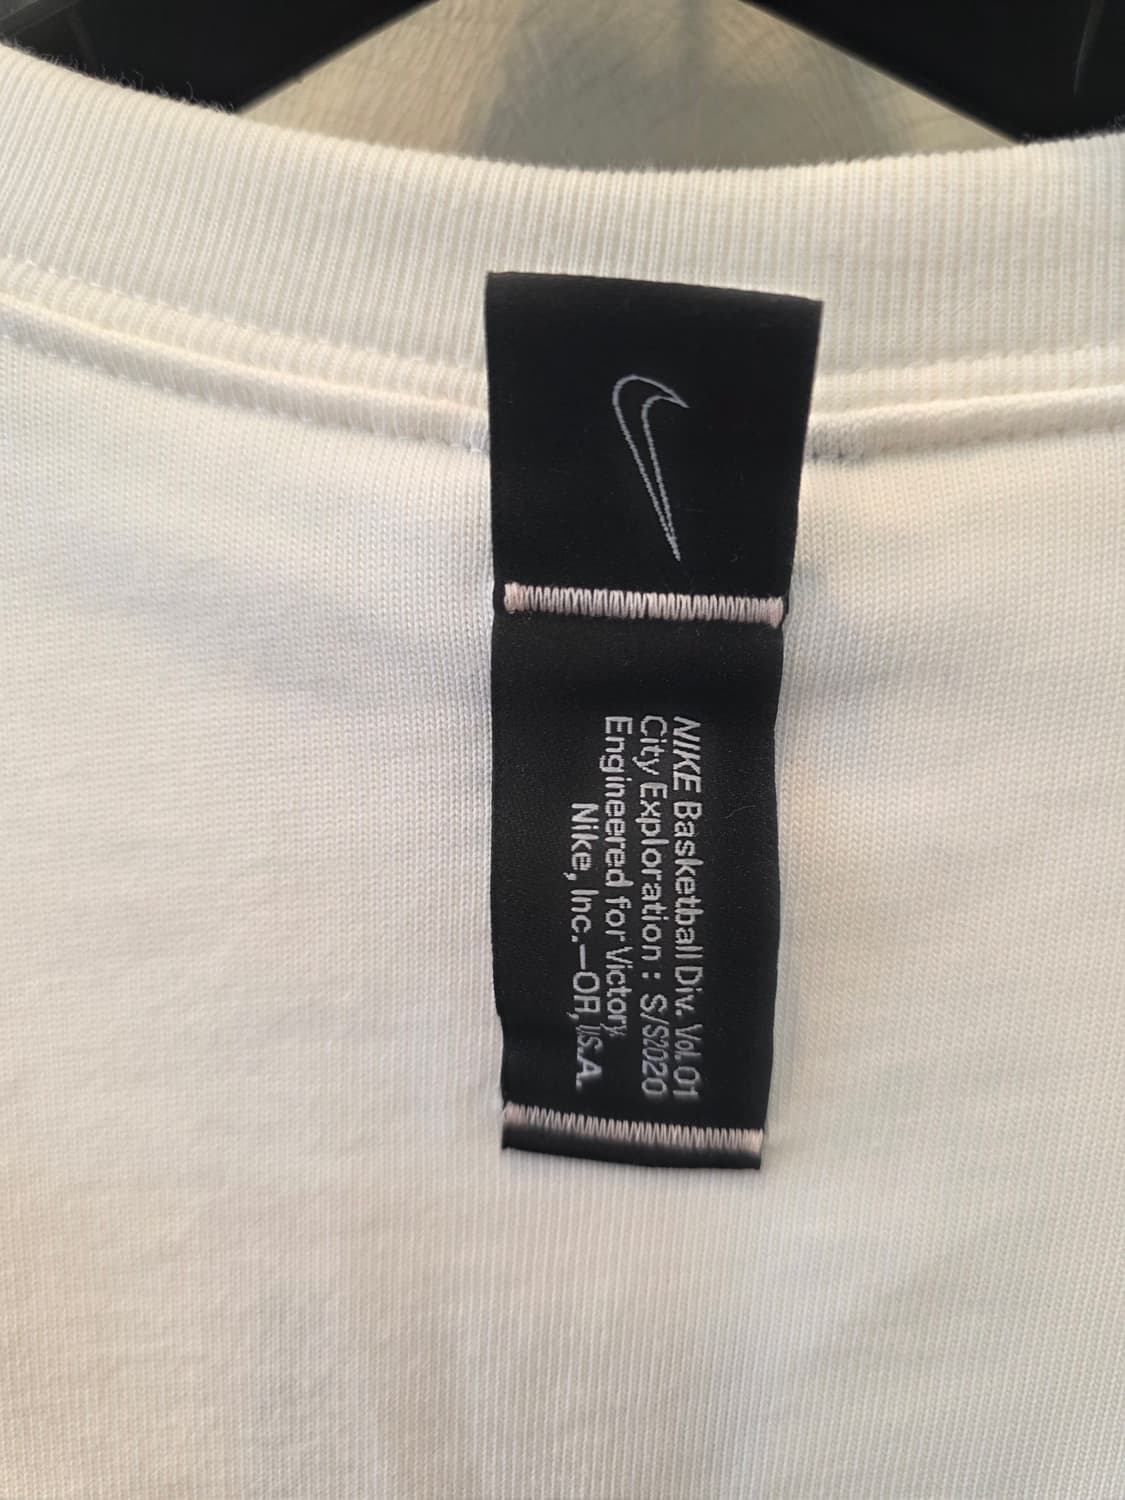 NIKE Basketball Div. Vol. 01
City Exploration : S/S2020
Engineered for Victory
Nike, Inc.—OR, U.S.A.